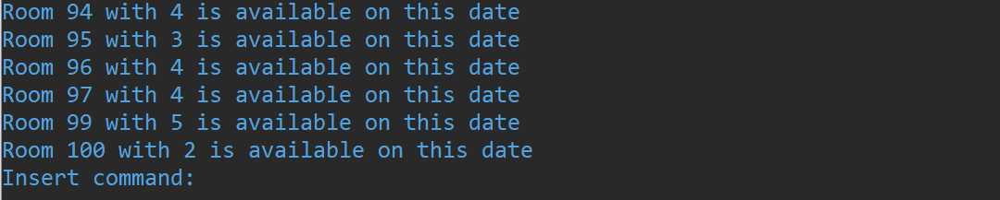 Room 94 with 4 is available on this date
Room 95 with 3 is available on this date
Room 96 with 4 is available on this date
Room 97 with 4 is available on this date
Room 99 with 5 is available on this date
Room 100 with 2 is available on this date
Insert command: